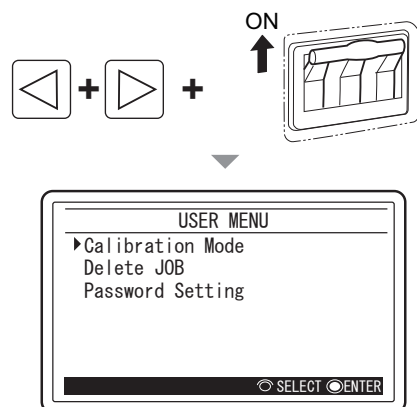 ON
+ +
USER MENU
Calibration Mode
Delete JOB
Password Setting
SELECT ENTER